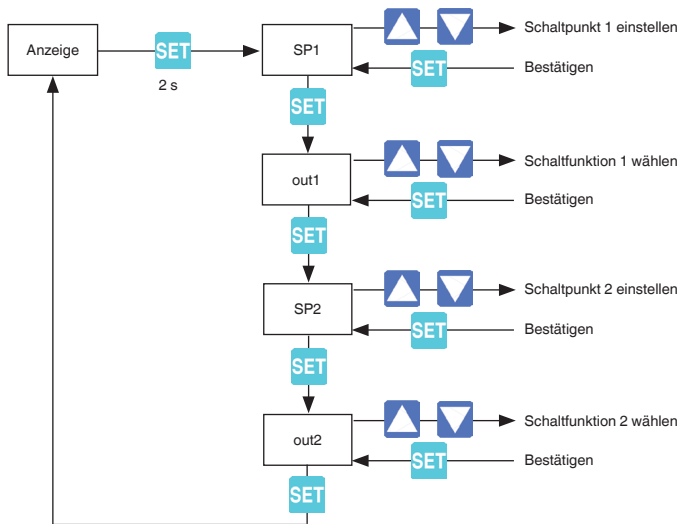 Anzeige
SET
2 s
SP1
Schaltpunkt 1 einstellen
SET
Bestätigen
SET
out1
Schaltfunktion 1 wählen
SET
Bestätigen
SET
SP2
Schaltpunkt 2 einstellen
SET
Bestätigen
SET
out2
Schaltfunktion 2 wählen
SET
Bestätigen
SET